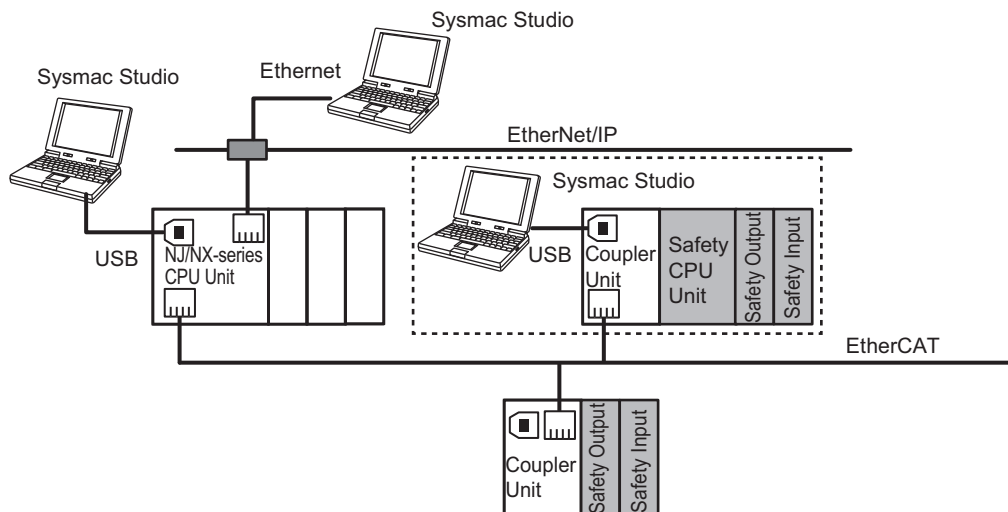 Sysmac Studio
Sysmac Studio
Ethernet
EtherNet/IP
Sysmac Studio
USB
NJ/NX-series
CPU Unit
USB
Coupler
Unit
Safety
CPU
Unit
Safety Output
Safety Input
EtherCAT
Coupler
Unit
Safety Output
Safety Input